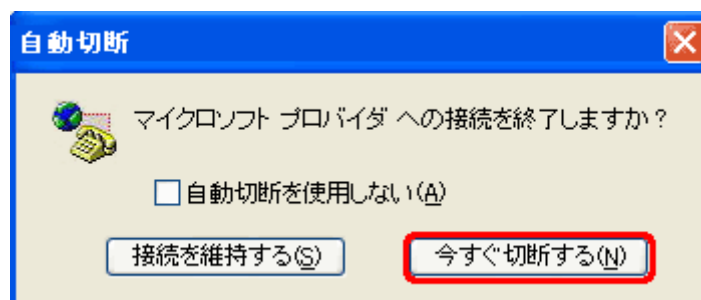 自動切断
マイクロソフト プロバイダ への接続を終了しますか？
自動切断を使用しない(A)
接続を維持する(S) 今すぐ切断する(N)